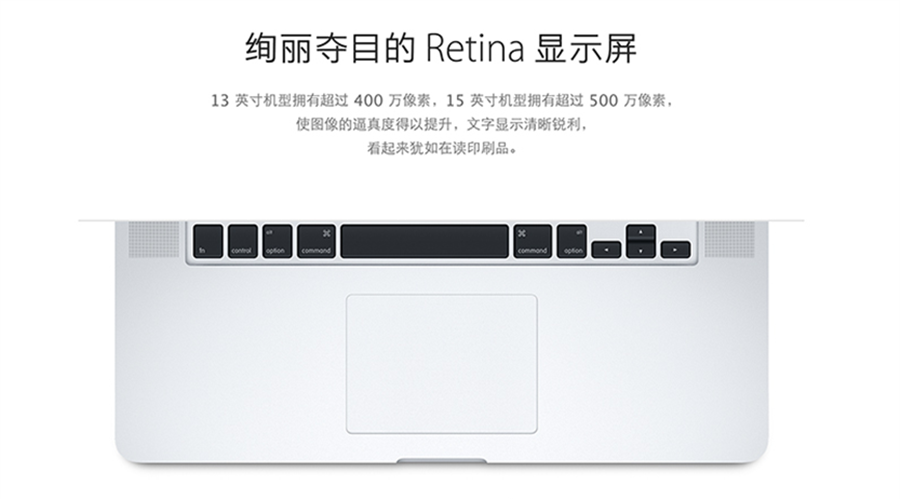 绚丽夺目的 Retina 显示屏
13 英寸机型拥有超过 400 万像素，15 英寸机型拥有超过 500 万像素，
使图像的逼真度得以提升，文字显示清晰锐利，
看起来犹如在读印刷品。
alt ⌘ ⌘ alt
fn control option command command option